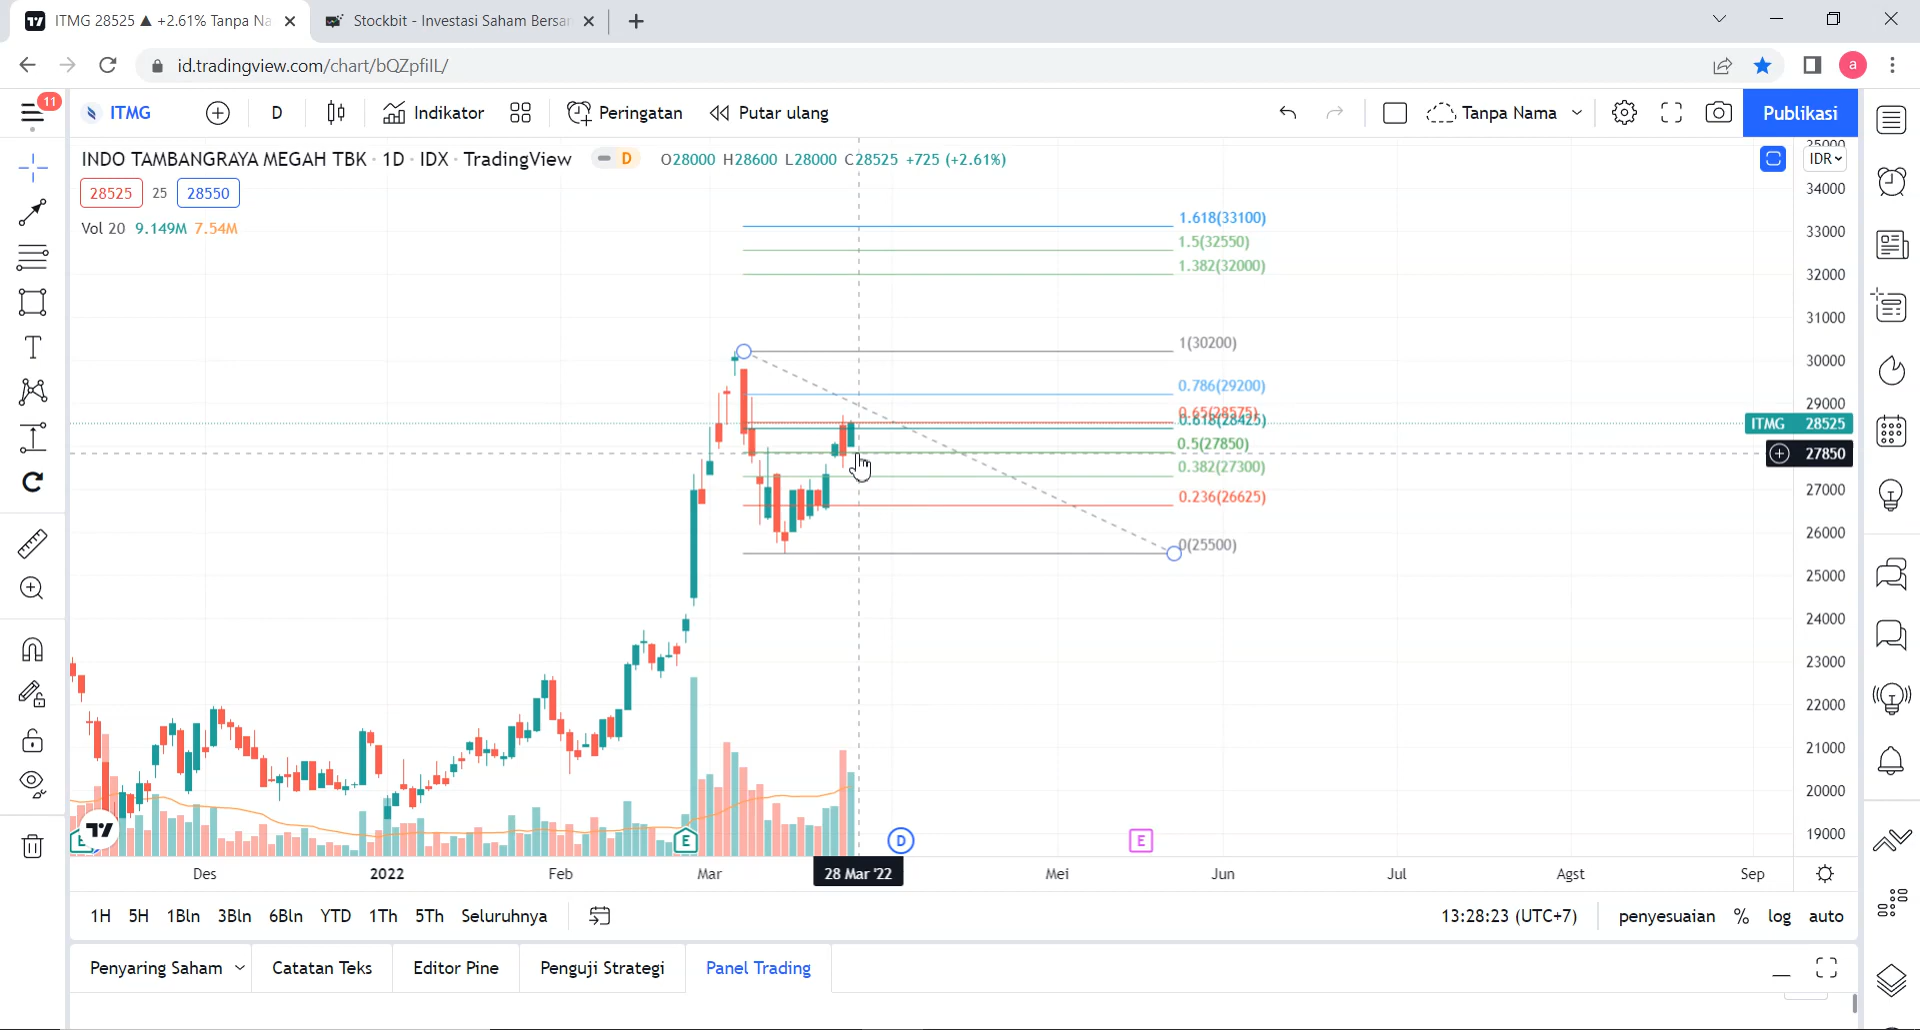 ITMG 28525 ▲ +2.61% Tanpa Na
Stockbit - Investasi Saham Bersan
id.tradingview.com/chart/bQZpfiIL/
a
11
ITMG
D
Indikator
Peringatan
Putar ulang
Tanpa Nama
Publikasi
INDO TAMBANGRAYA MEGAH TBK · 1D · IDX · TradingView
D
O28000 H28600 L28000 C28525 +725 (+2.61%)
28525
25
28550
Vol 20 9.149M 7.54M
IDR
25000
34000
33000
32000
31000
30000
29000
ITMG 28525
27850
27000
26000
25000
24000
23000
22000
21000
20000
19000
1.618(33100)
1.5(32550)
1.382(32000)
1(30200)
0.786(29200)
0.65(28575)
0.618(28425)
0.5(27850)
0.382(27300)
0.236(26625)
0(25500)
E
E
D
E
Des
2022
Feb
Mar
28 Mar '22
Mei
Jun
Jul
Agst
Sep
1H 5H 1Bln 3Bln 6Bln YTD 1Th 5Th Seluruhnya
13:28:23 (UTC+7)
penyesuaian % log auto
Penyaring Saham
Catatan Teks
Editor Pine
Penguji Strategi
Panel Trading